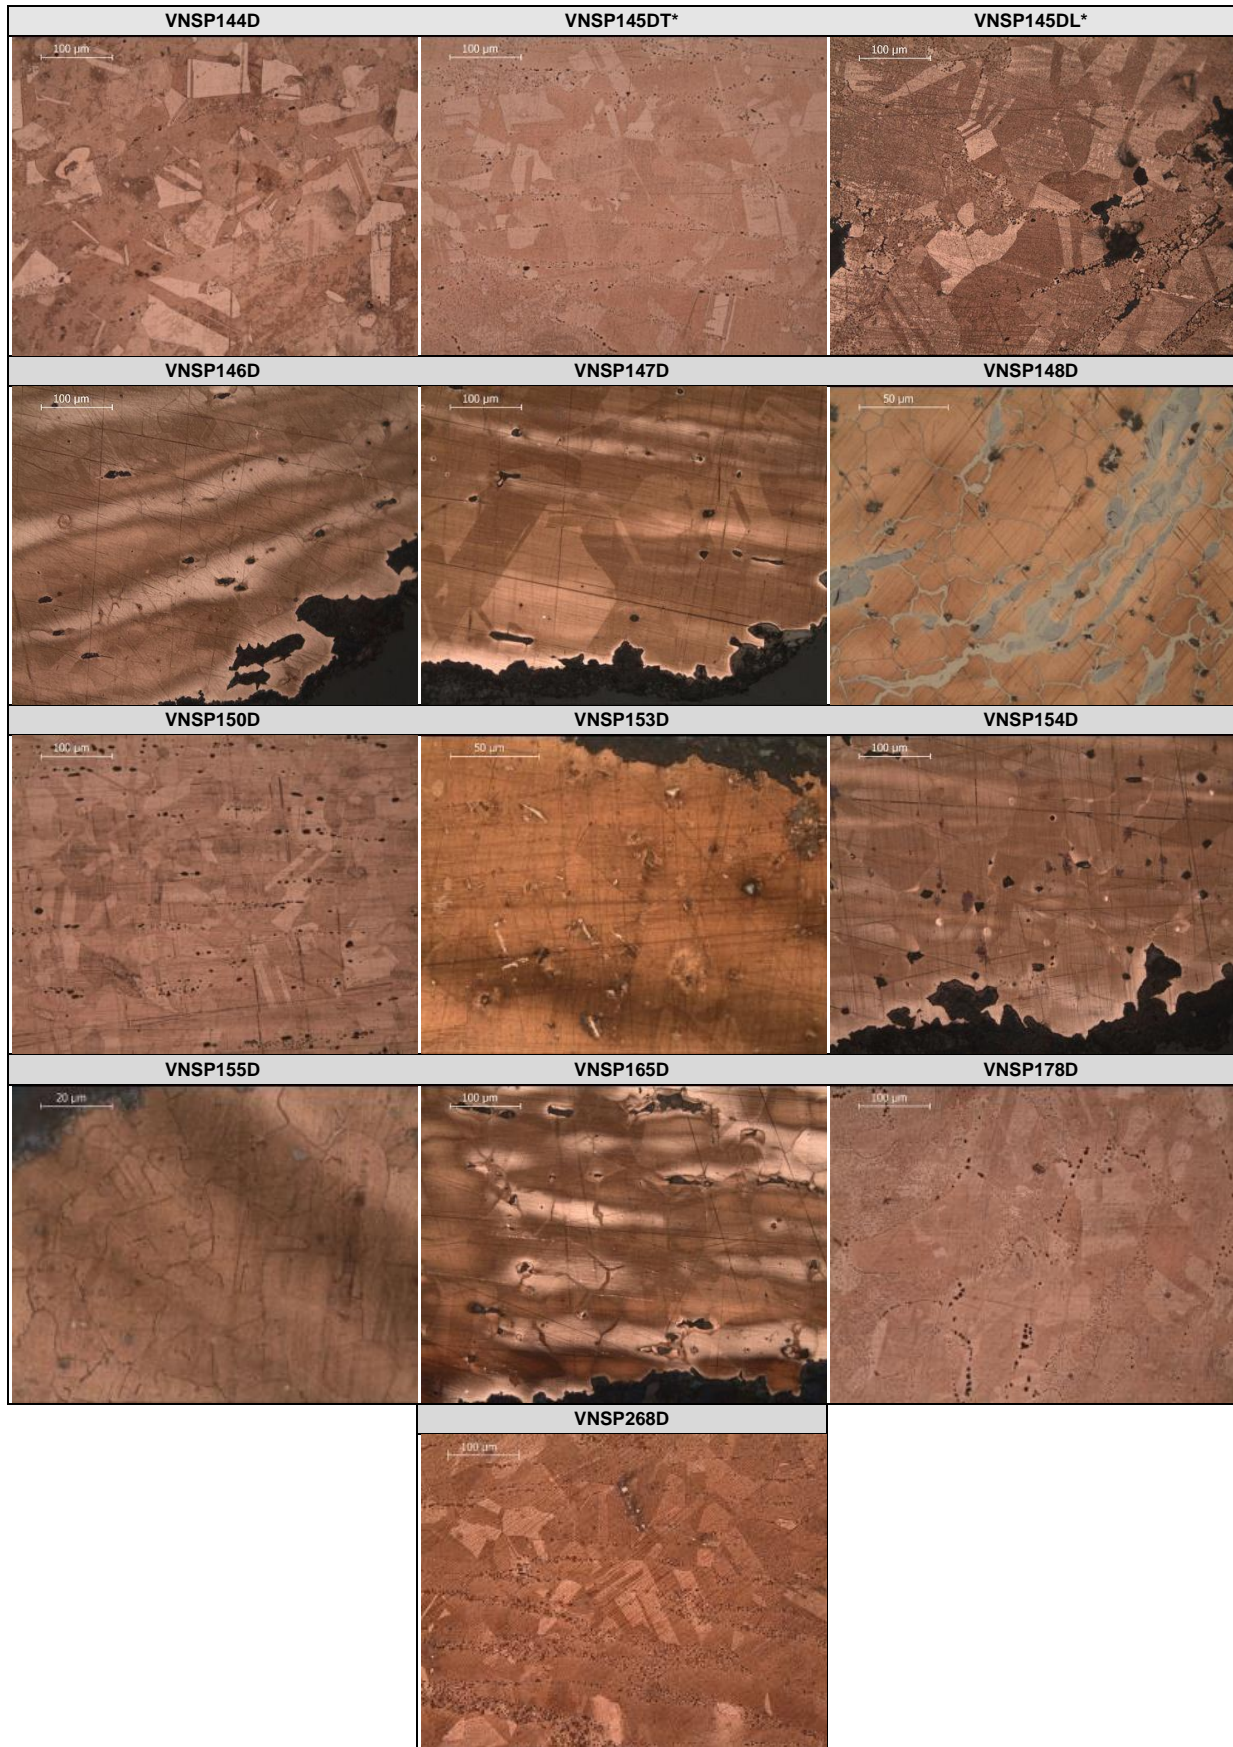 VNSP144D VNSP145DT* VNSP145DL*
100 µm 100 µm 100 µm
VNSP146D VNSP147D VNSP148D
100 µm 100 µm 50 µm
VNSP150D VNSP153D VNSP154D
100 µm 50 µm 100 µm
VNSP155D VNSP165D VNSP178D
20 µm 100 µm 100 µm
VNSP268D
100 µm